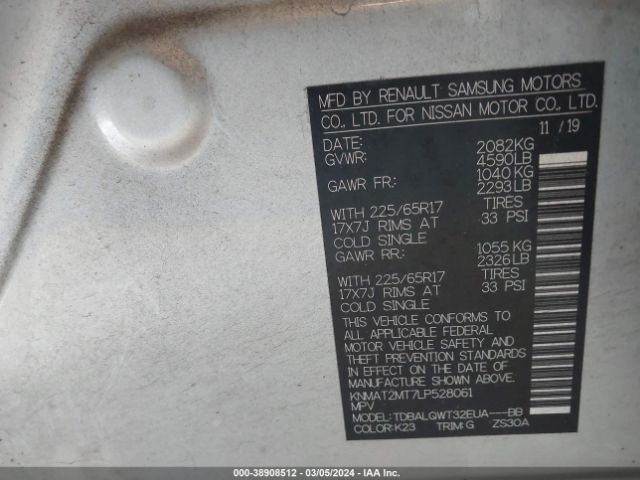 MFD BY RENAULT SAMSUNG MOTORS
CO., LTD. FOR NISSAN MOTOR CO., LTD.
DATE: 11 / 19
GVWR: 2082KG
4590LB
GAWR FR: 1040 KG
2293 LB
WITH 225/65R17 TIRES
17X7J RIMS AT 33 PSI
COLD SINGLE
GAWR RR: 1055 KG
2326 LB
WITH 225/65R17 TIRES
17X7J RIMS AT 33 PSI
COLD SINGLE
THIS VEHICLE CONFORMS TO
ALL APPLICABLE FEDERAL
MOTOR VEHICLE SAFETY AND
THEFT PREVENTION STANDARDS
IN EFFECT ON THE DATE OF
MANUFACTURE SHOWN ABOVE.
KNMAT2MT7LP528061
MPV
MODEL: TDBALQWT32EUA----BB
COLOR: K23 TRIM: G ZS30A
000-38908512 - 03/05/2024 - IAA Inc.